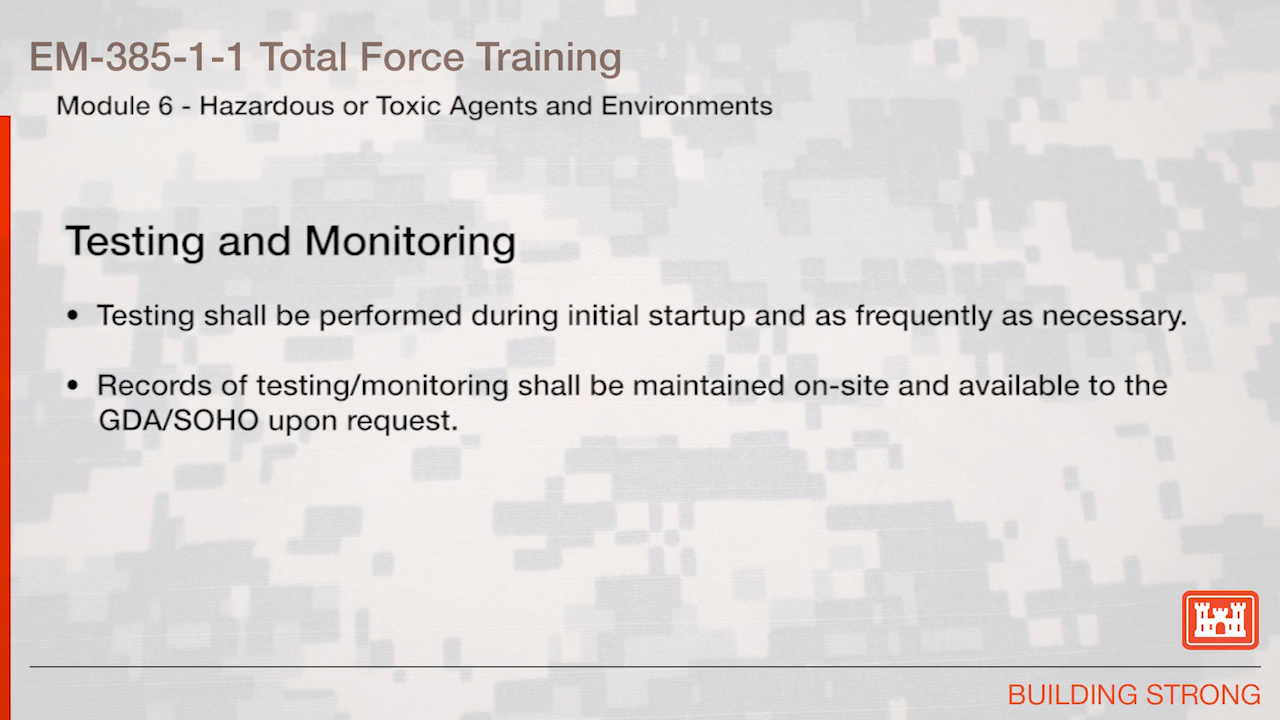 EM-385-1-1 Total Force Training
Module 6 - Hazardous or Toxic Agents and Environments
Testing and Monitoring
• Testing shall be performed during initial startup and as frequently as necessary.
• Records of testing/monitoring shall be maintained on-site and available to the
GDA/SOHO upon request.
BUILDING STRONG